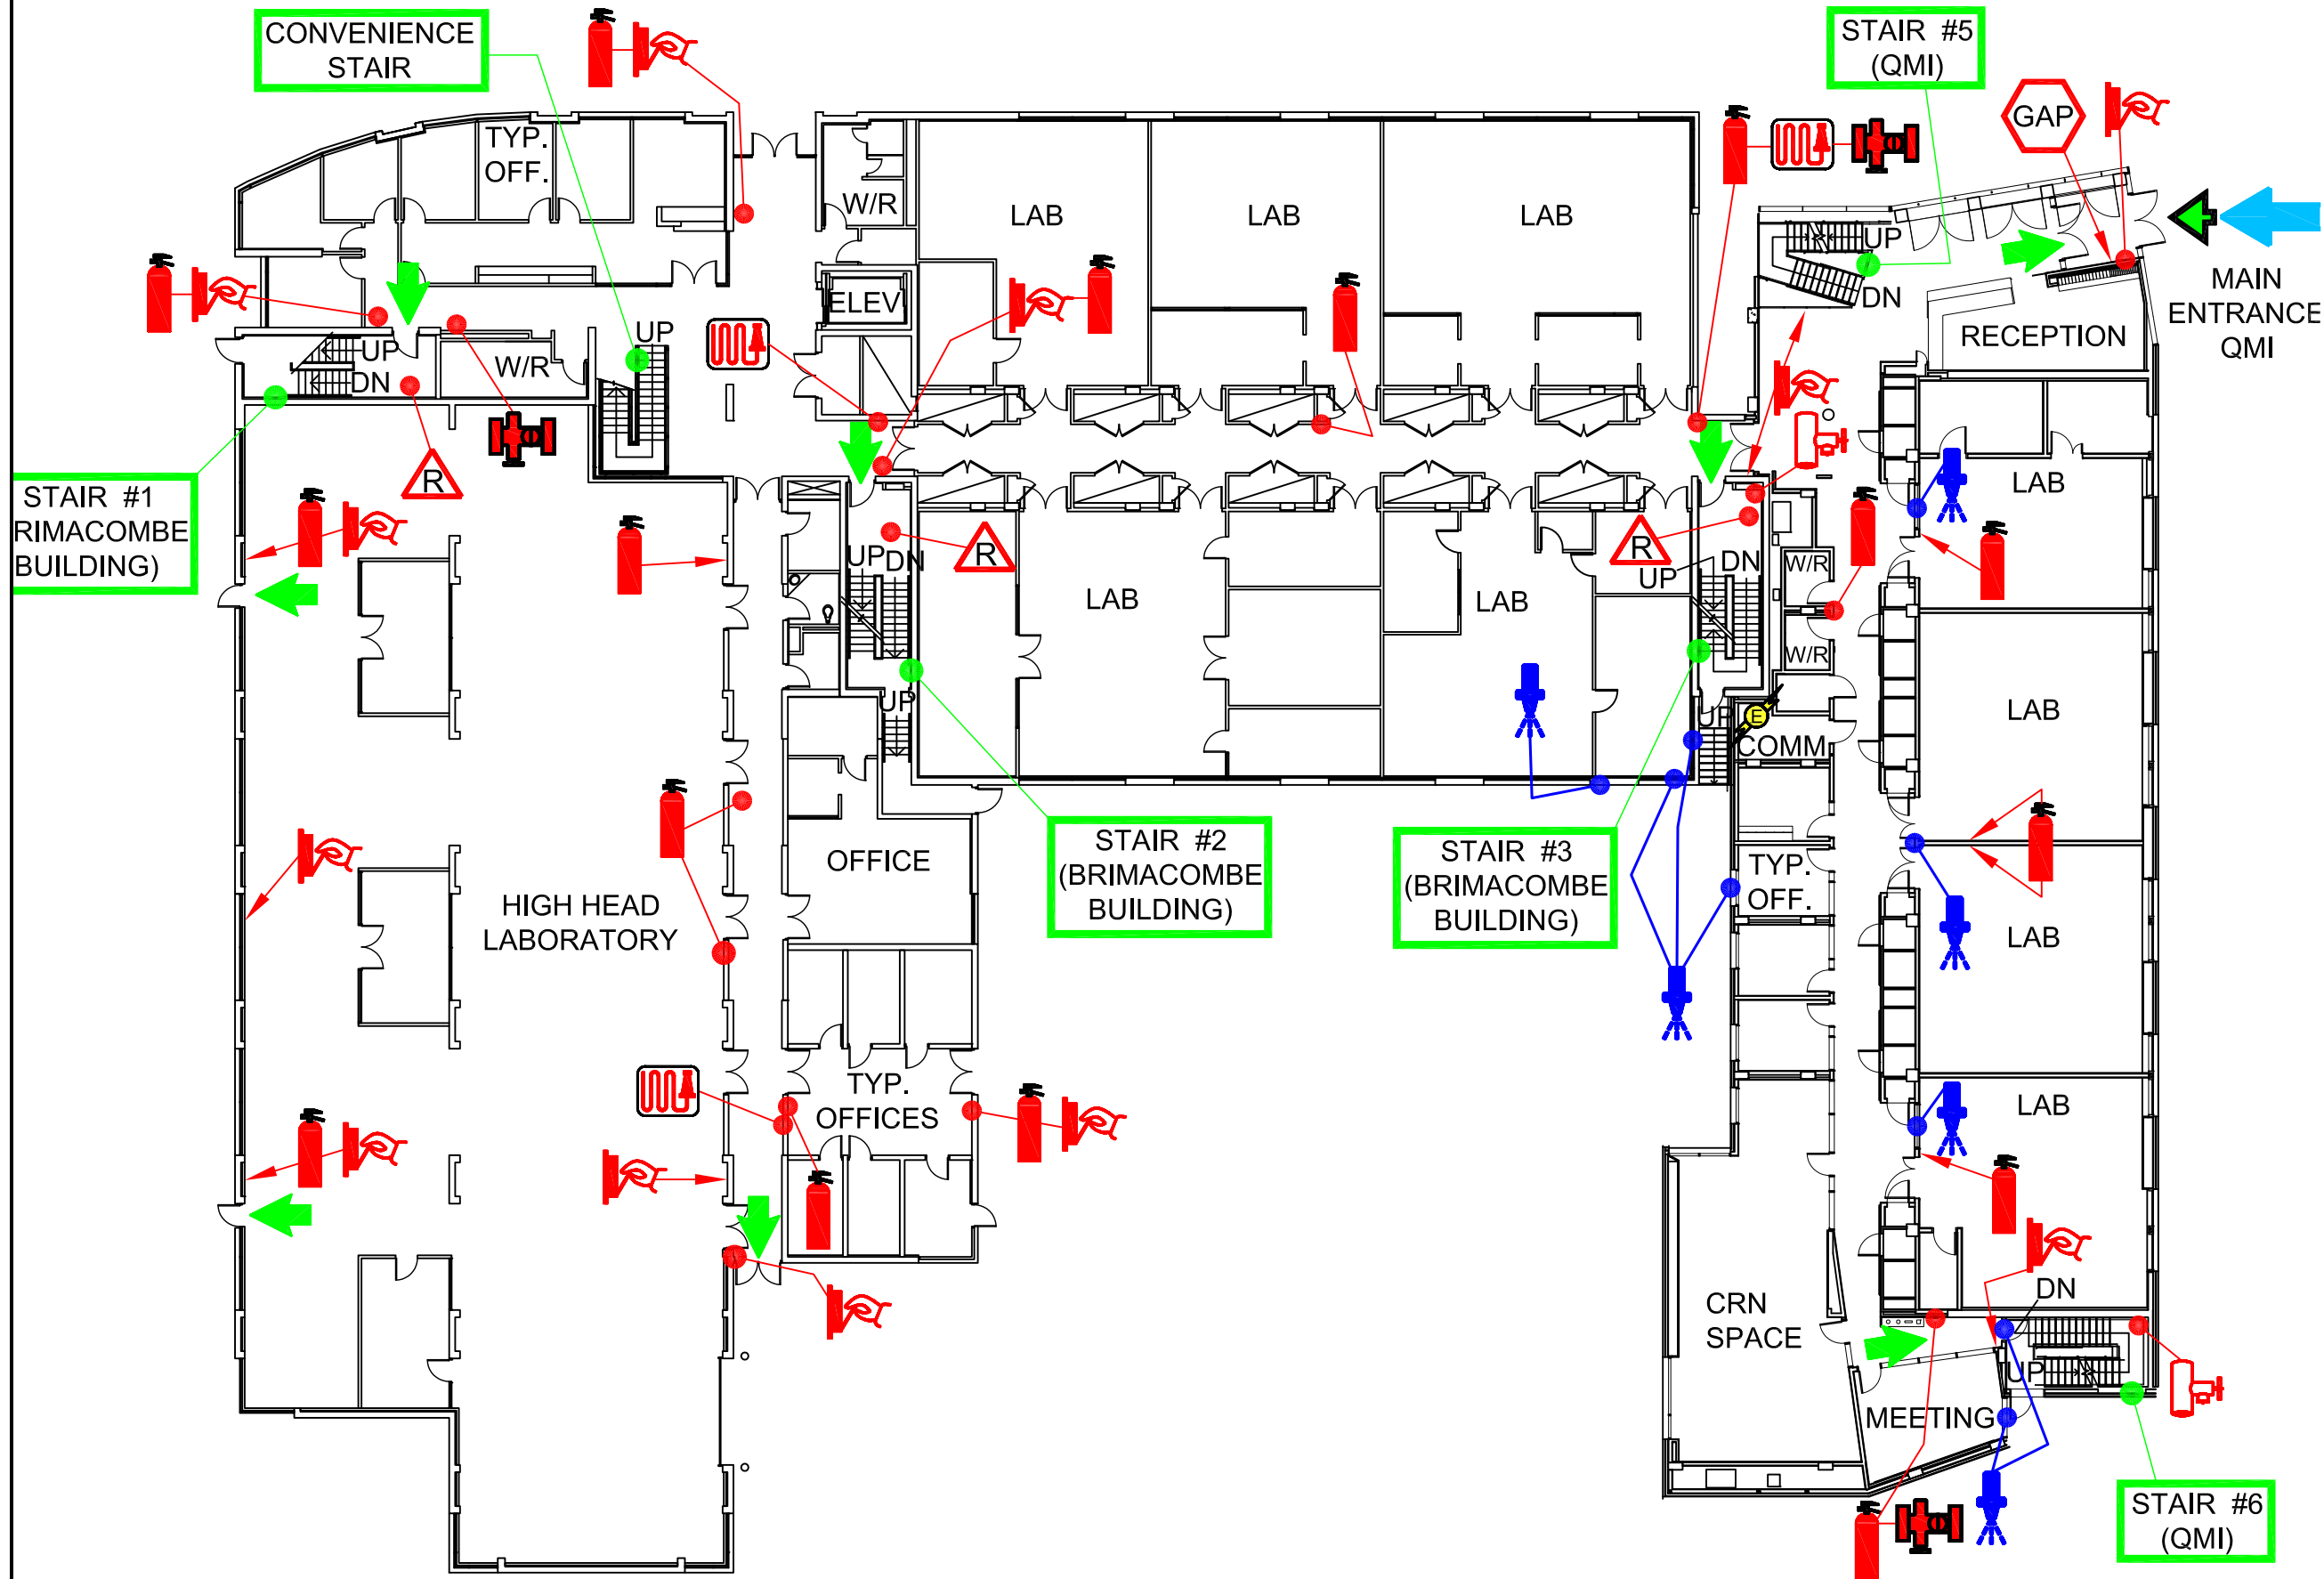 CONVENIENCE
STAIR
STAIR #5
(QMI)
GAP
TYP.
OFF.
W/R
LAB
LAB
LAB
UP
DN
MAIN
ENTRANCE
QMI
RECEPTION
ELEV.
UP
UP
DN
W/R
R
STAIR #1
RIMACOMBE
BUILDING)
LAB
R
R
UP
DN
UP
DN
W/R
LAB
LAB
W/R
UP
UP
E
COMM
LAB
STAIR #2
(BRIMACOMBE
BUILDING)
STAIR #3
(BRIMACOMBE
BUILDING)
OFFICE
TYP.
OFF.
HIGH HEAD
LABORATORY
LAB
TYP.
OFFICES
LAB
DN
CRN
SPACE
UP
MEETING
STAIR #6
(QMI)